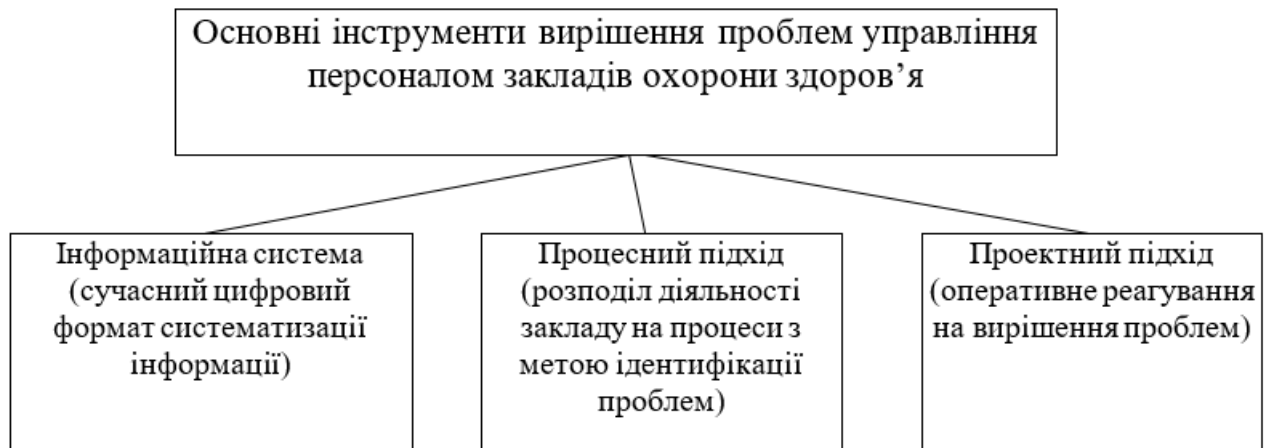 Основні інструменти вирішення проблем управління
персоналом закладів охорони здоров’я
Інформаційна система
(сучасний цифровий
формат систематизації
інформації)
Процесний підхід
(розподіл діяльності
закладу на процеси з
метою ідентифікації
проблем)
Проектний підхід
(оперативне реагування
на вирішення проблем)